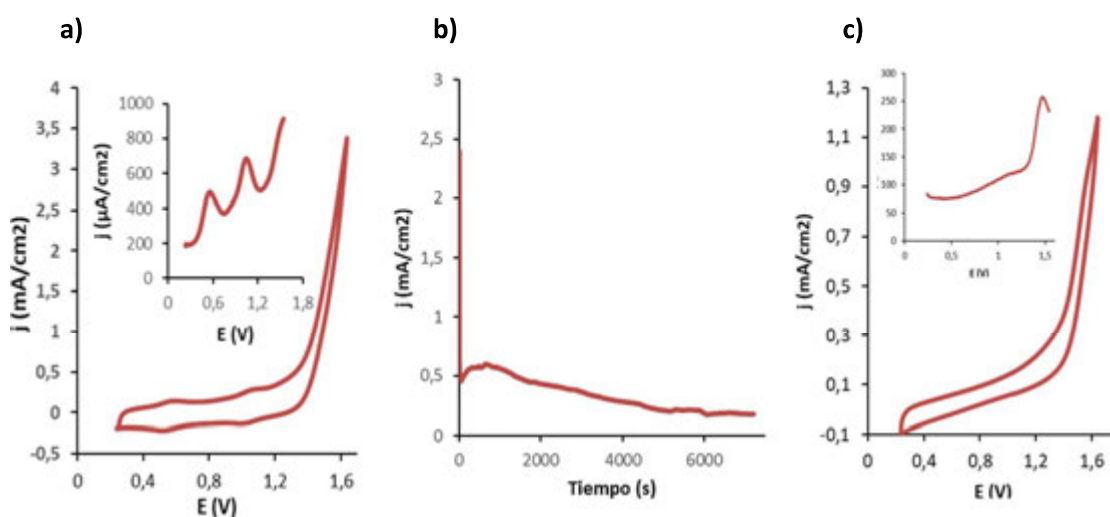 a)
b)
c)
j (mA/cm2)
4
3,5
3
2,5
2
1,5
1
0,5
0
-0,5
0 0,4 0,8 1,2 1,6
E (V)
j (µA/cm2)
1000
800
600
400
200
0
0 0,6 1,2 1,8
E (V)
j (mA/cm2)
3
2,5
2
1,5
1
0,5
0
0 2000 4000 6000
Tiempo (s)
j (mA/cm2)
1,3
1,1
0,9
0,7
0,5
0,3
0,1
-0,1
0 0,4 0,8 1,2 1,6
E (V)
300
250
200
150
100
50
0
0 0,5 1 1,5
E (V)